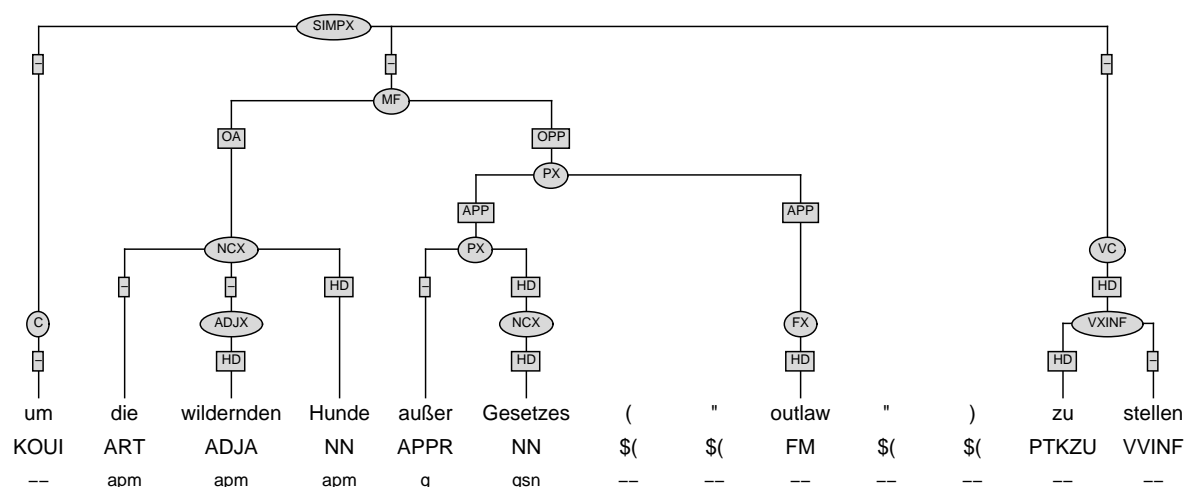 SIMPX
– – –
MF
OA OPP
PX
APP APP
NCX PX VC
– – HD – HD HD
C ADJX NCX FX VXINF
– HD HD HD HD –
um die wildernden Hunde außer Gesetzes ( " outlaw " ) zu stellen
KOUI ART ADJA NN APPR NN $( $( FM $( $( PTKZU VVINF
–– apm apm apm g gsn –– –– –– –– –– –– ––